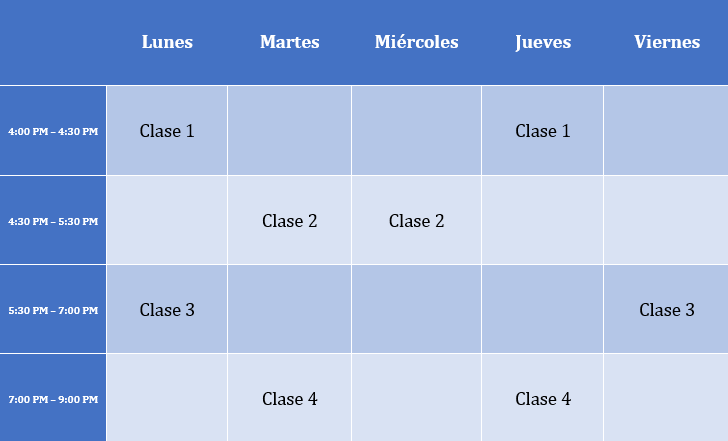 Lunes Martes Miércoles Jueves Viernes
4:00 PM – 4:30 PM Clase 1 Clase 1
4:30 PM – 5:30 PM Clase 2 Clase 2
5:30 PM – 7:00 PM Clase 3 Clase 3
7:00 PM – 9:00 PM Clase 4 Clase 4